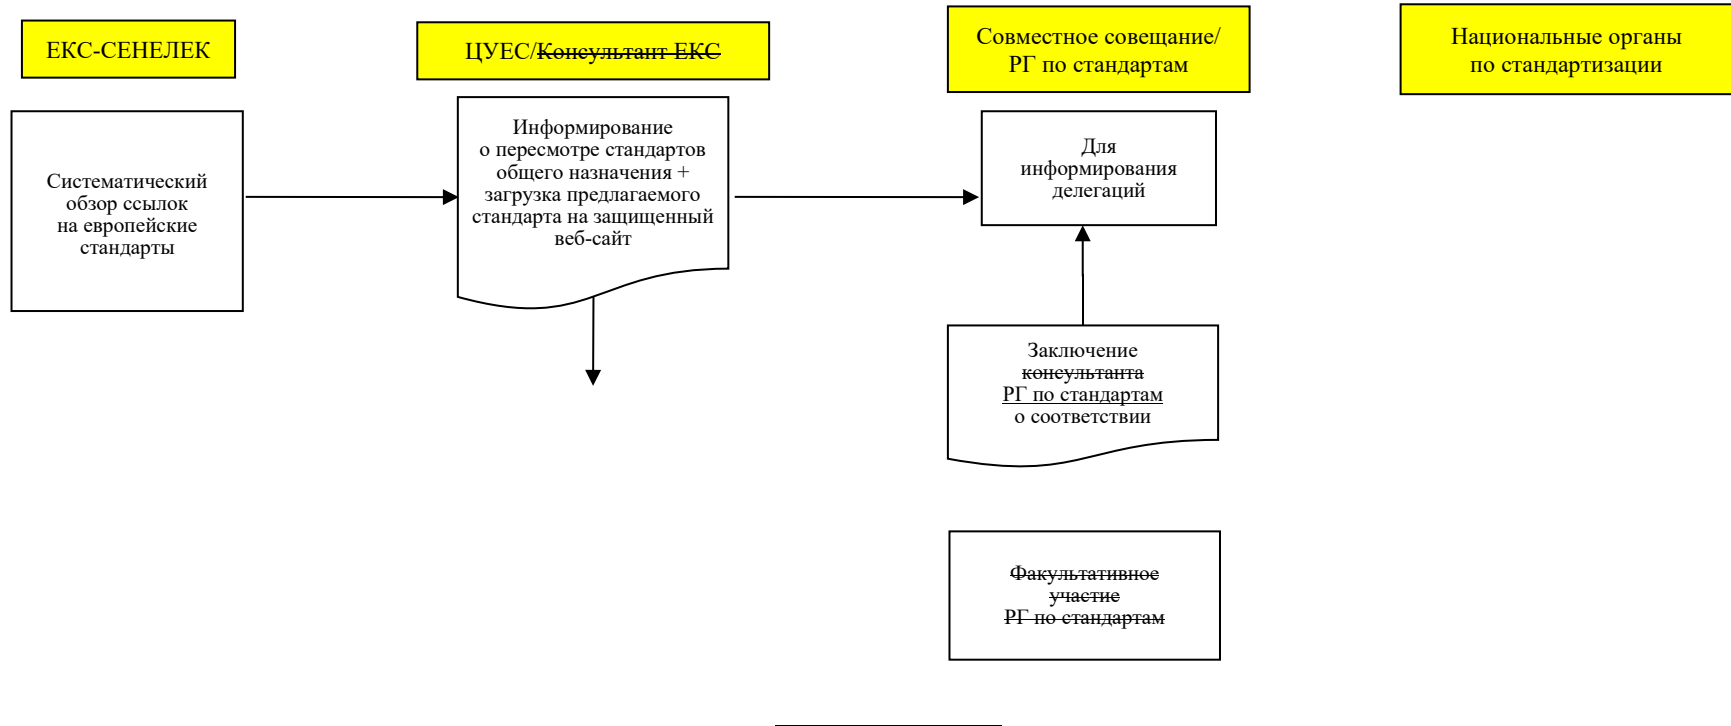 ЕКС-СЕНЕЛЕК
ЦУЕС/Консультант ЕКС
Совместное совещание/
РГ по стандартам
Национальные органы
по стандартизации
Систематический
обзор ссылок
на европейские
стандарты
Информирование
о пересмотре стандартов
общего назначения +
загрузка предлагаемого
стандарта на защищенный
веб-сайт
Для
информирования
делегаций
Заключение
консультанта
РГ по стандартам
о соответствии
Факультативное
участие
РГ по стандартам